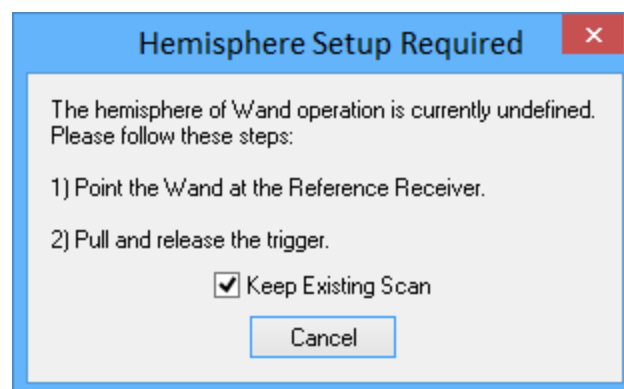 Hemisphere Setup Required
The hemisphere of Wand operation is currently undefined.
Please follow these steps:
1) Point the Wand at the Reference Receiver.
2) Pull and release the trigger.
Keep Existing Scan
Cancel